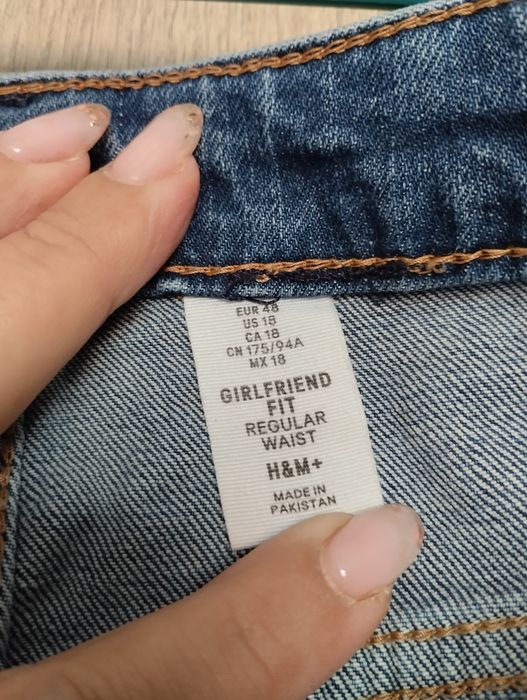 EUR 48
US 18
CA 18
CN 175/94A
MX 18
GIRLFRIEND
FIT
REGULAR
WAIST
H&M+
MADE IN
PAKISTAN